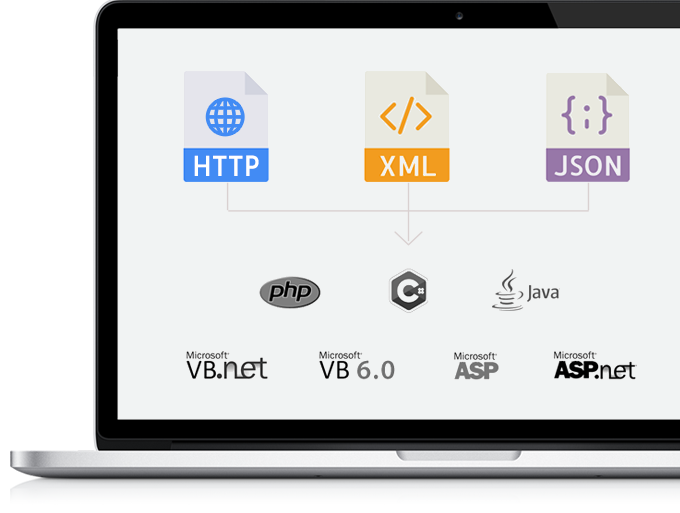 HTTP XML JSON
php C# Java
Microsoft® Microsoft® Microsoft® Microsoft®
VB.net VB 6.0 ASP ASP.net